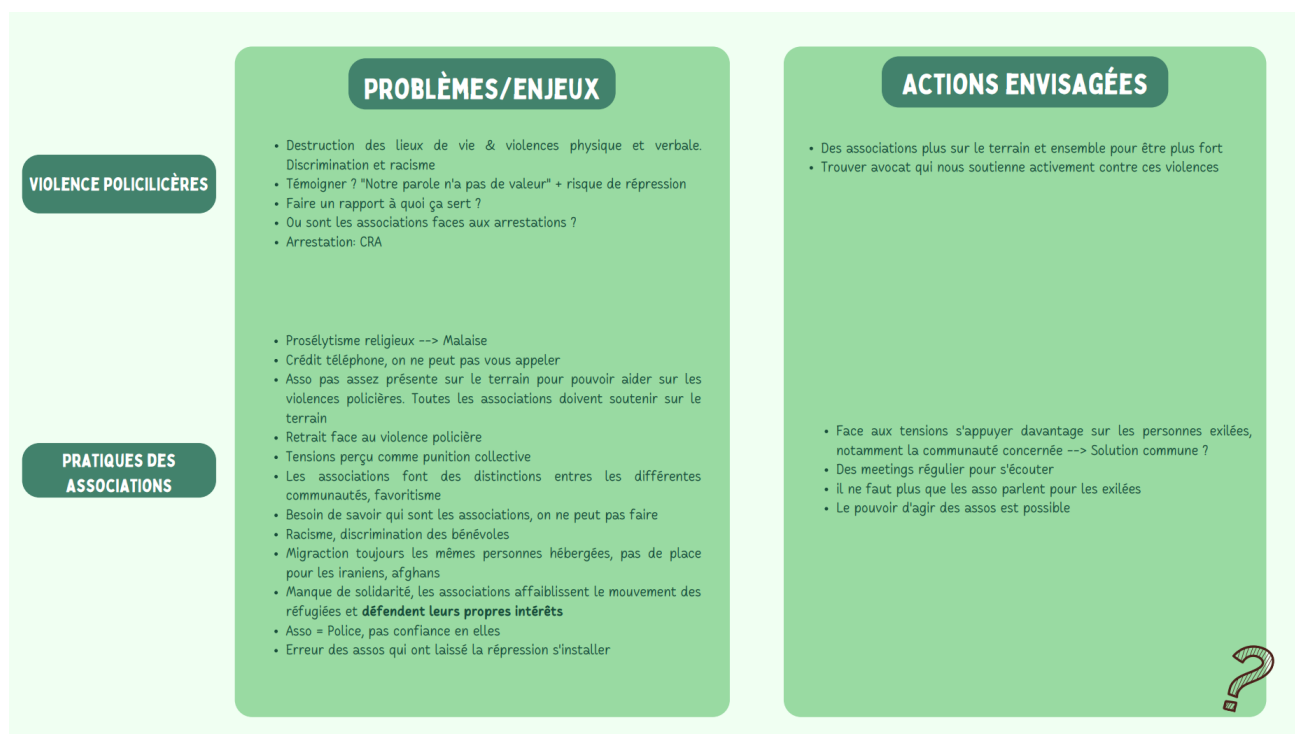 PROBLÈMES/ENJEUX
ACTIONS ENVISAGÉES
VIOLENCE POLICILICÈRES
• Destruction des lieux de vie & violences physique et verbale.
Discrimination et racisme
• Témoigner ? "Notre parole n'a pas de valeur" + risque de répression
• Faire un rapport à quoi ça sert ?
• Ou sont les associations faces aux arrestations ?
• Arrestation: CRA
• Des associations plus sur le terrain et ensemble pour être plus fort
• Trouver avocat qui nous soutienne activement contre ces violences
PRATIQUES DES
ASSOCIATIONS
• Prosélytisme religieux --> Malaise
• Crédit téléphone, on ne peut pas vous appeler
• Asso pas assez présente sur le terrain pour pouvoir aider sur les
violences policières. Toutes les associations doivent soutenir sur le
terrain
• Retrait face au violence policière
• Tensions perçu comme punition collective
• Les associations font des distinctions entres les différentes
communautés, favoritisme
• Besoin de savoir qui sont les associations, on ne peut pas faire
• Racisme, discrimination des bénévoles
• Migration toujours les mêmes personnes hébergées, pas de place
pour les iraniens, afghans
• Manque de solidarité, les associations affaiblissent le mouvement des
réfugiées et défendent leurs propres intérêts
• Asso = Police, pas confiance en elles
• Erreur des assos qui ont laissé la répression s'installer
• Face aux tensions s'appuyer davantage sur les personnes exilées,
notamment la communauté concernée --> Solution commune ?
• Des meetings régulier pour s'écouter
• il ne faut plus que les asso parlent pour les exilées
• Le pouvoir d'agir des assos est possible
?